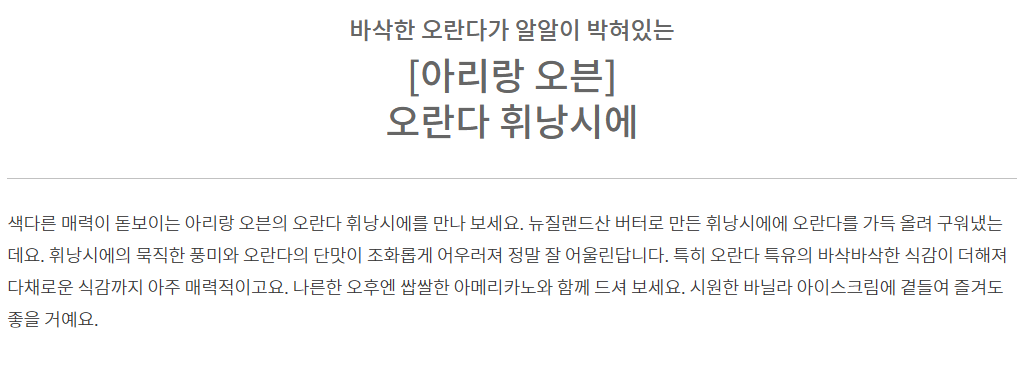 바삭한 오란다가 알알이 박혀있는
[아리랑 오븐]
오란다 휘낭시에
색다른 매력이 돋보이는 아리랑 오븐의 오란다 휘낭시에를 만나 보세요. 뉴질랜드산 버터로 만든 휘낭시에에 오란다를 가득 올려 구워냈는
데요. 휘낭시에의 묵직한 풍미와 오란다의 단맛이 조화롭게 어우러져 정말 잘 어울린답니다. 특히 오란다 특유의 바삭바삭한 식감이 더해져
다채로운 식감까지 아주 매력적이고요. 나른한 오후엔 쌉쌀한 아메리카노와 함께 드셔 보세요. 시원한 바닐라 아이스크림에 곁들여 즐겨도
좋을 거예요.